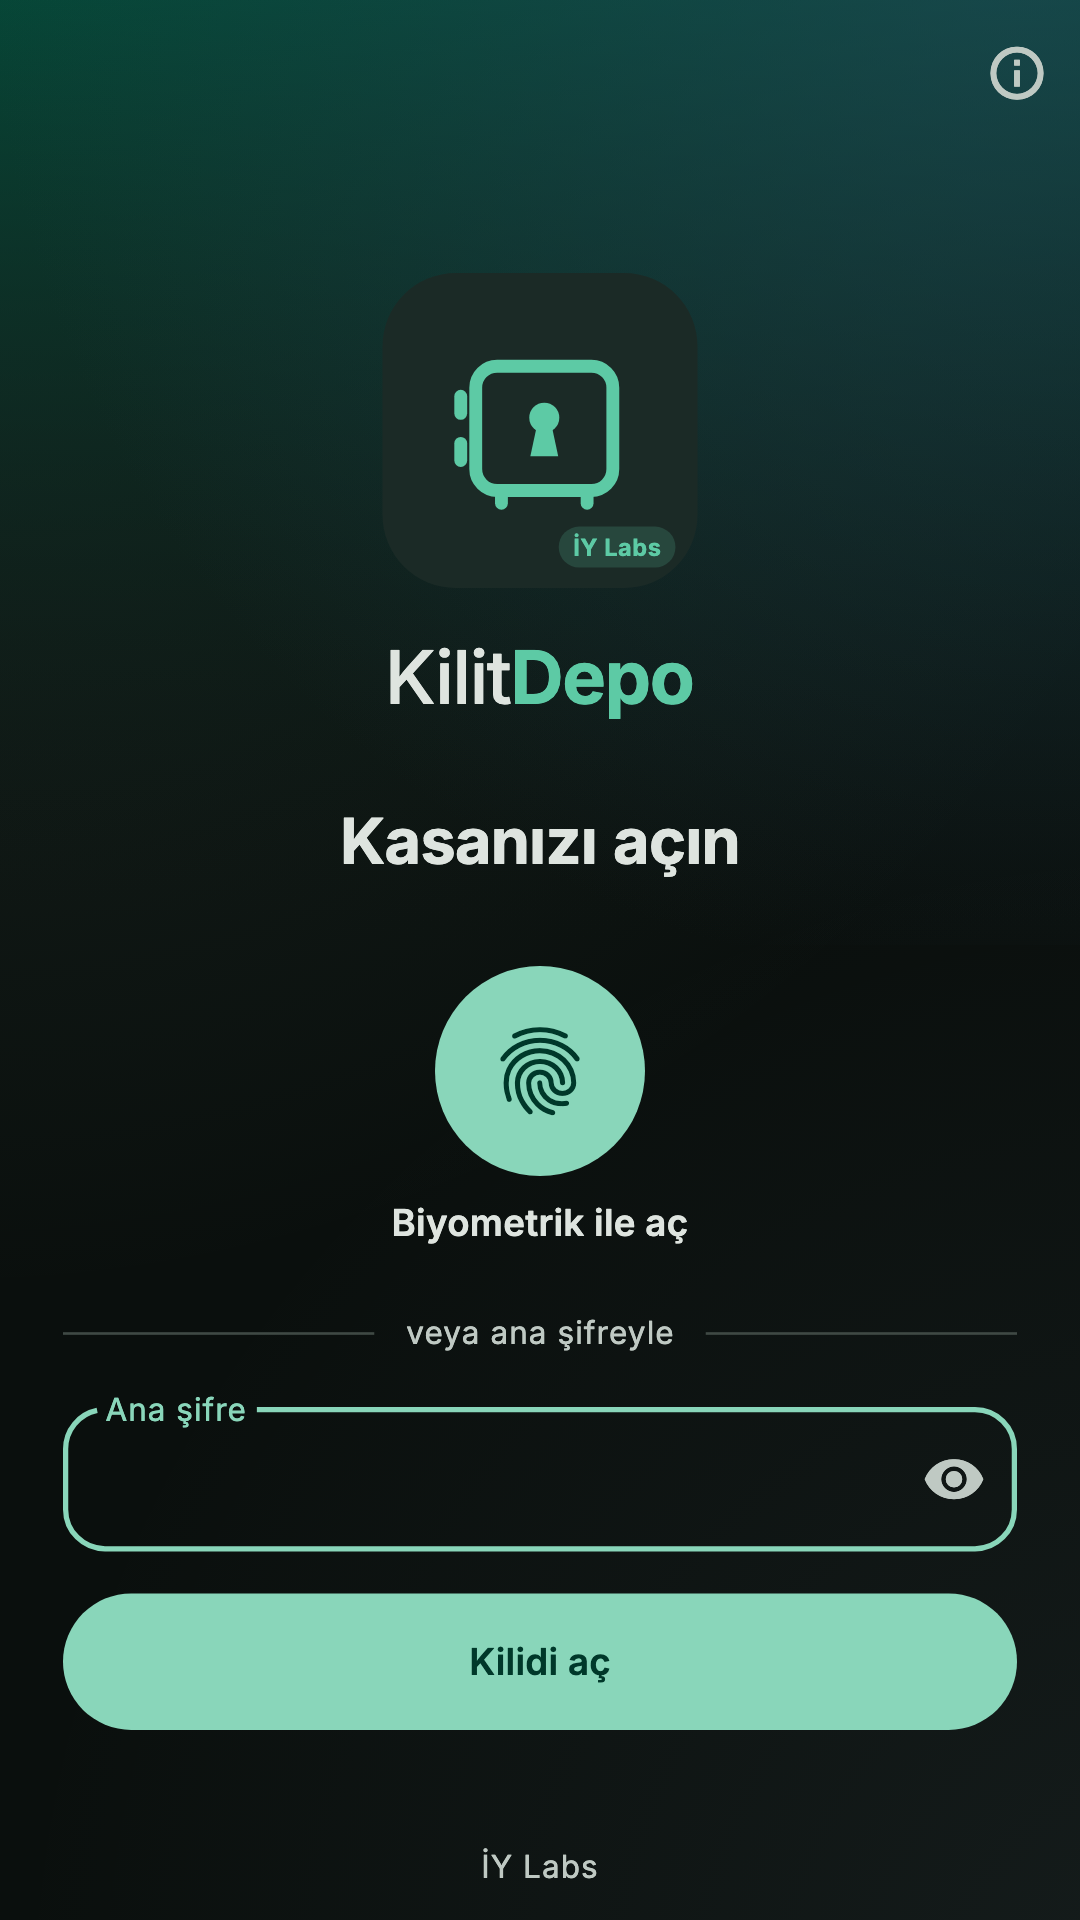 İY Labs
KilitDepo
Kasanızı açın
Biyometrik ile aç
veya ana şifreyle
Ana şifre
Kilidi aç
İY Labs